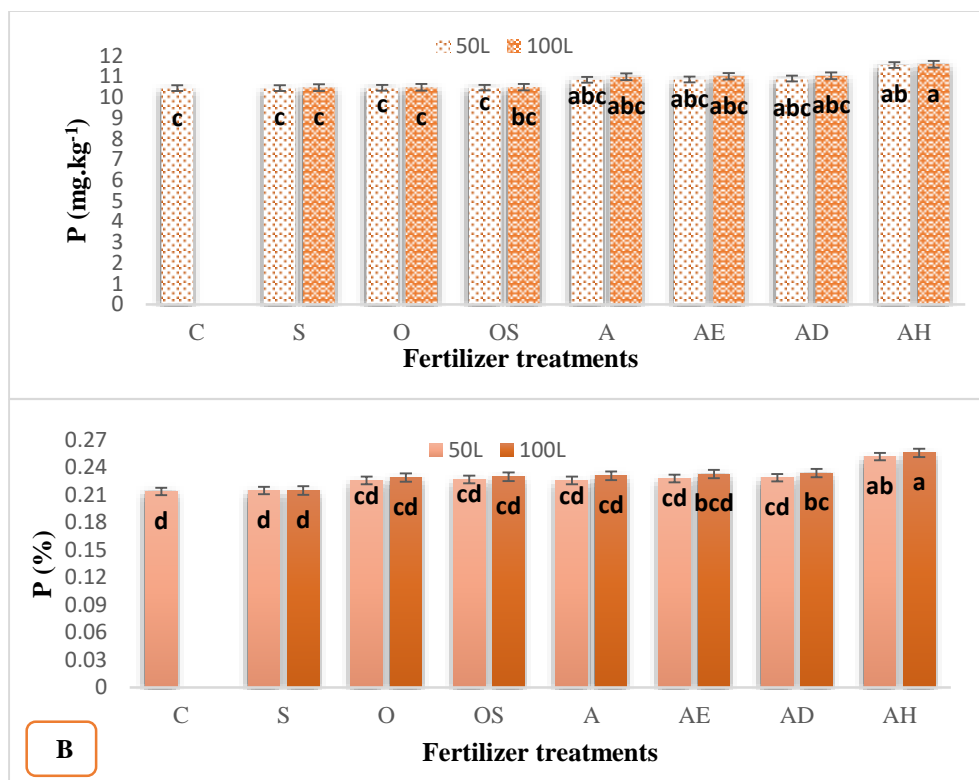 50L 100L
P (mg.kg⁻¹)
12
11
10
9
8
7
6
5
4
3
2
1
0
c c c c c c bc abc abc abc abc abc abc ab a
C S O OS A AE AD AH
Fertilizer treatments
50L 100L
P (%)
0.27
0.24
0.21
0.18
0.15
0.12
0.09
0.06
0.03
0
d d d cd cd cd cd cd cd cd bcd cd bc ab a
C S O OS A AE AD AH
B
Fertilizer treatments